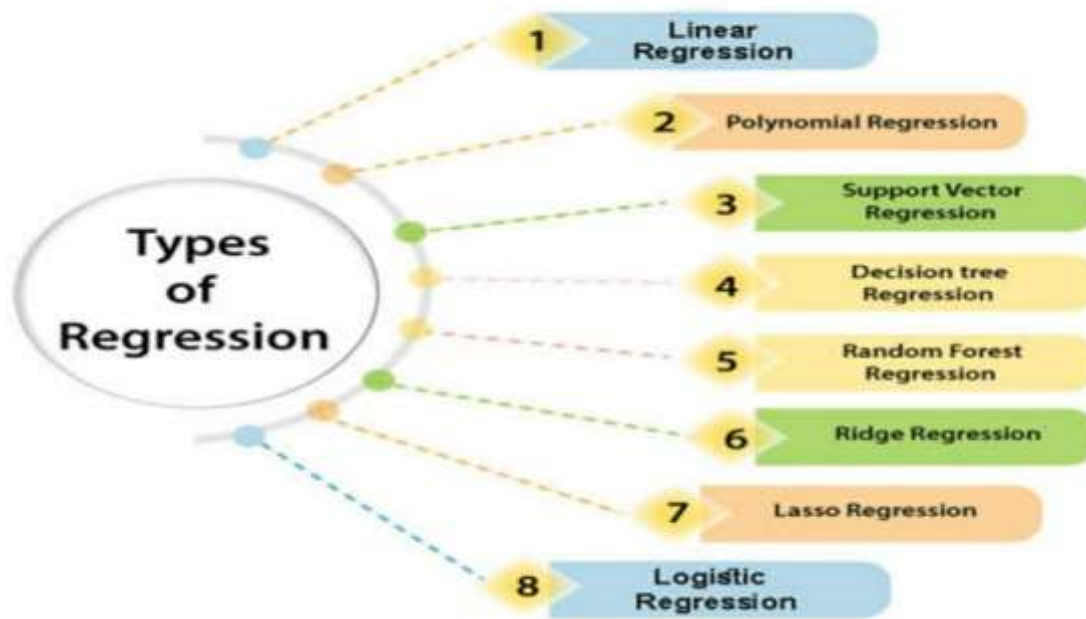 Types
of
Regression
1
Linear
Regression
2
Polynomial Regression
3
Support Vector
Regression
4
Decision tree
Regression
5
Random Forest
Regression
6
Ridge Regression
7
Lasso Regression
8
Logistic
Regression